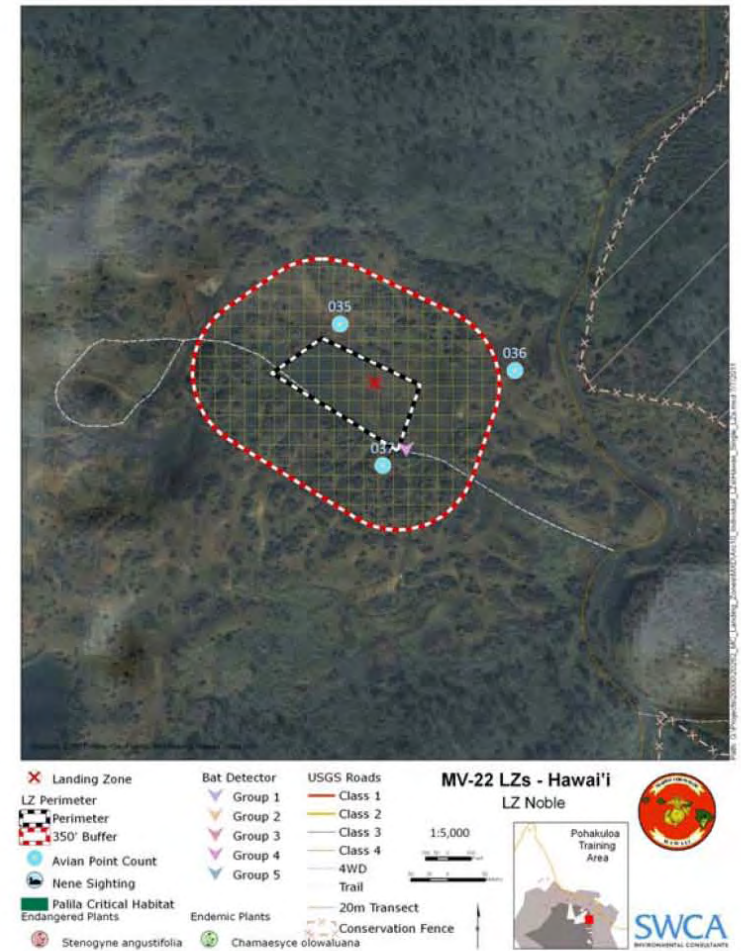 035
036
037
Landing Zone
LZ Perimeter
Perimeter
350' Buffer
Avian Point Count
Nene Sighting
Palila Critical Habitat
Endangered Plants
Stenogyne angustifolia
Endemic Plants
Chamaesyce olowaluana
Bat Detector
Group 1
Group 2
Group 3
Group 4
Group 5
USGS Roads
Class 1
Class 2
Class 3
Class 4
4WD
Trail
20m Transect
Conservation Fence
MV-22 LZs - Hawai'i
LZ Noble
1:5,000
Pohakuloa
Training
Area
HAWAII
SWCA
ENVIRONMENTAL CONSULTANTS